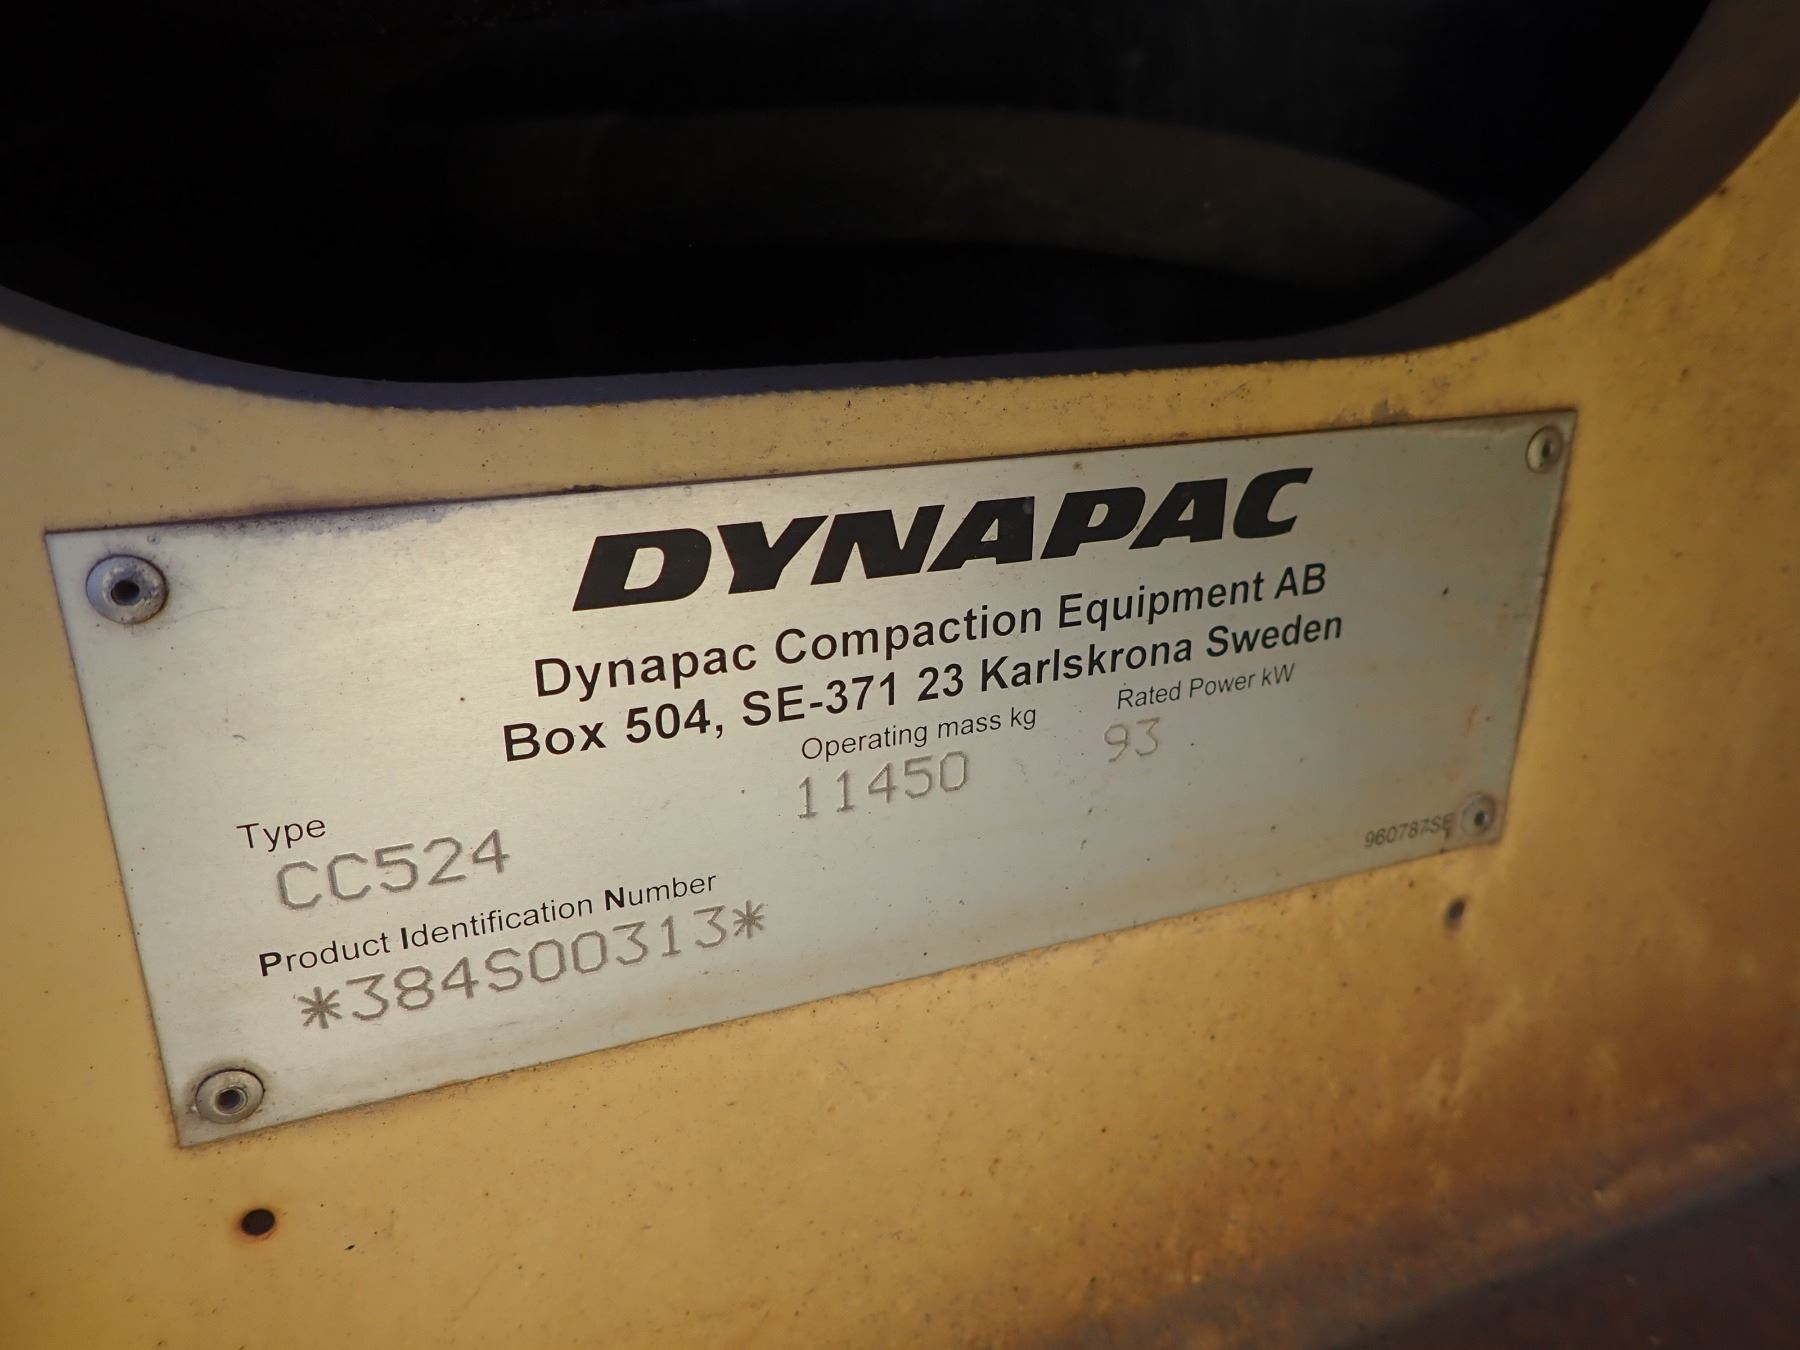 DYNAPAC
Dynapac Compaction Equipment AB
Box 504, SE-371 23 Karlskrona Sweden
Operating mass kg Rated Power kW
11450 93
Type
CC524
Product Identification Number
*384S00313*
960787SE